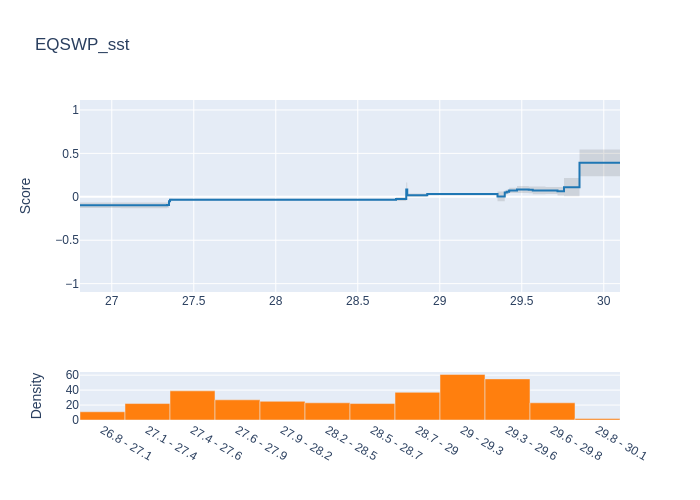 EQSWP_sst
Score
1
0.5
0
−0.5
−1
27
27.5
28
28.5
29
29.5
30
Density
60
40
20
0
26.8 - 27.1
27.1 - 27.4
27.4 - 27.6
27.6 - 27.9
27.9 - 28.2
28.2 - 28.5
28.5 - 28.7
28.7 - 29
29 - 29.3
29.3 - 29.6
29.6 - 29.8
29.8 - 30.1